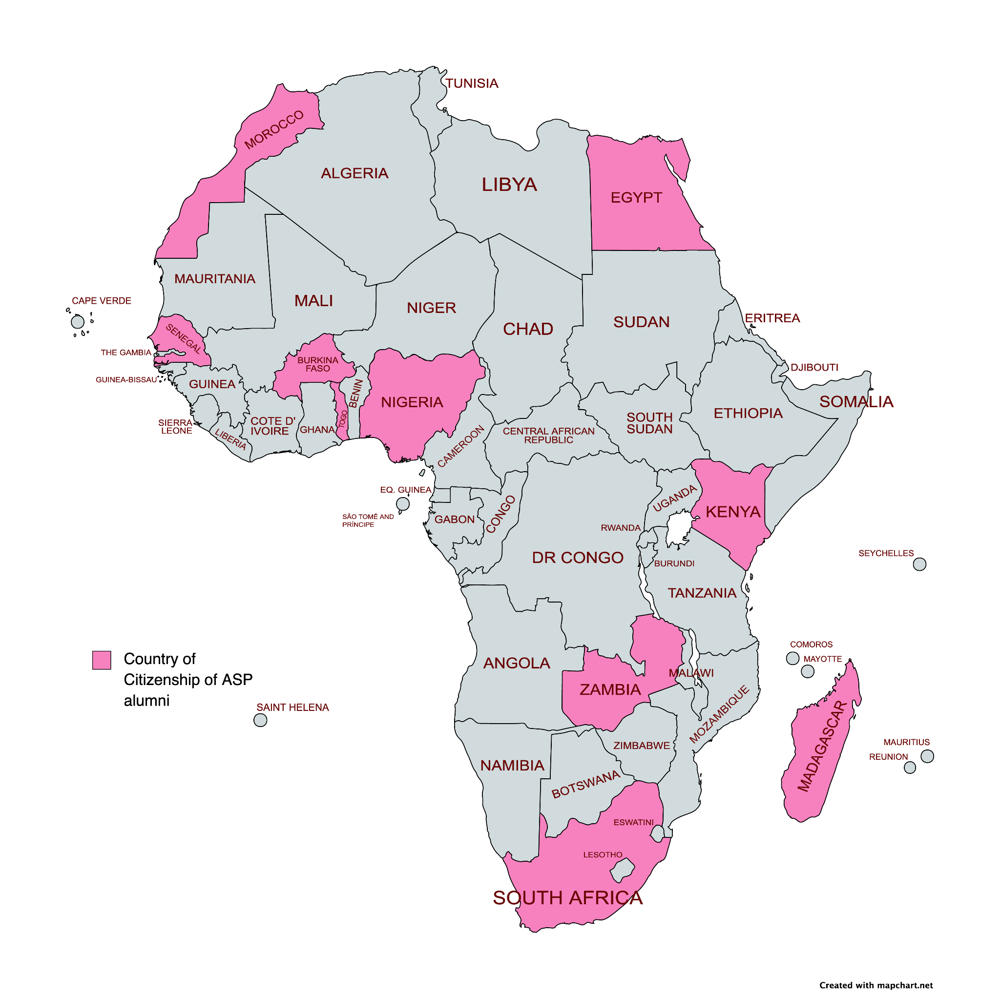 TUNISIA
MOROCCO
ALGERIA
LIBYA
EGYPT
MAURITANIA
CAPE VERDE
MALI
NIGER
CHAD
SUDAN
ERITREA
SENEGAL
THE GAMBIA
BURKINA
FASO
DJIBOUTI
GUINEA-BISSAU
GUINEA
BENIN
NIGERIA
SOMALIA
ETHIOPIA
SOUTH
SUDAN
SIERRA
LEONE
LIBERIA
COTE D'
IVOIRE
GHANA
TOGO
CENTRAL AFRICAN
REPUBLIC
CAMEROON
EQ. GUINEA
SÃO TOMÉ AND
PRÍNCIPE
GABON
CONGO
UGANDA
KENYA
RWANDA
DR CONGO
BURUNDI
SEYCHELLES
TANZANIA
COMOROS
MAYOTTE
ANGOLA
MALAWI
ZAMBIA
MOZAMBIQUE
MADAGASCAR
Country of
Citizenship of ASP
alumni
SAINT HELENA
MAURITIUS
REUNION
ZIMBABWE
NAMIBIA
BOTSWANA
ESWATINI
LESOTHO
SOUTH AFRICA
Created with mapchart.net